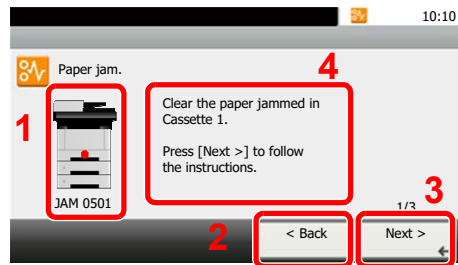 10:10
Paper jam.
4
1
Clear the paper jammed in
Cassette 1.
Press [Next >] to follow
the instructions.
JAM 0501
1/3
3
2
< Back
Next >